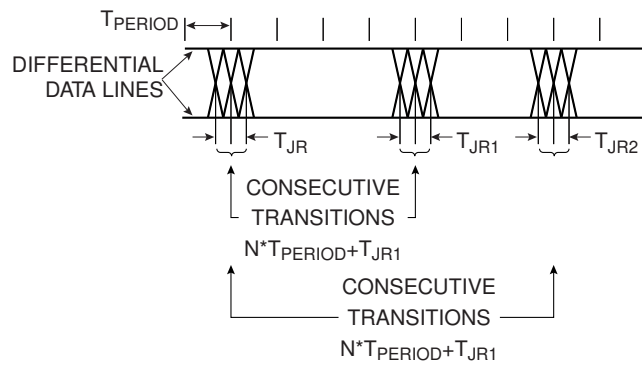 TPERIOD
DIFFERENTIAL
DATA LINES
TJR
TJR1
TJR2
CONSECUTIVE
TRANSITIONS
N*TPERIOD+TJR1
CONSECUTIVE
TRANSITIONS
N*TPERIOD+TJR1